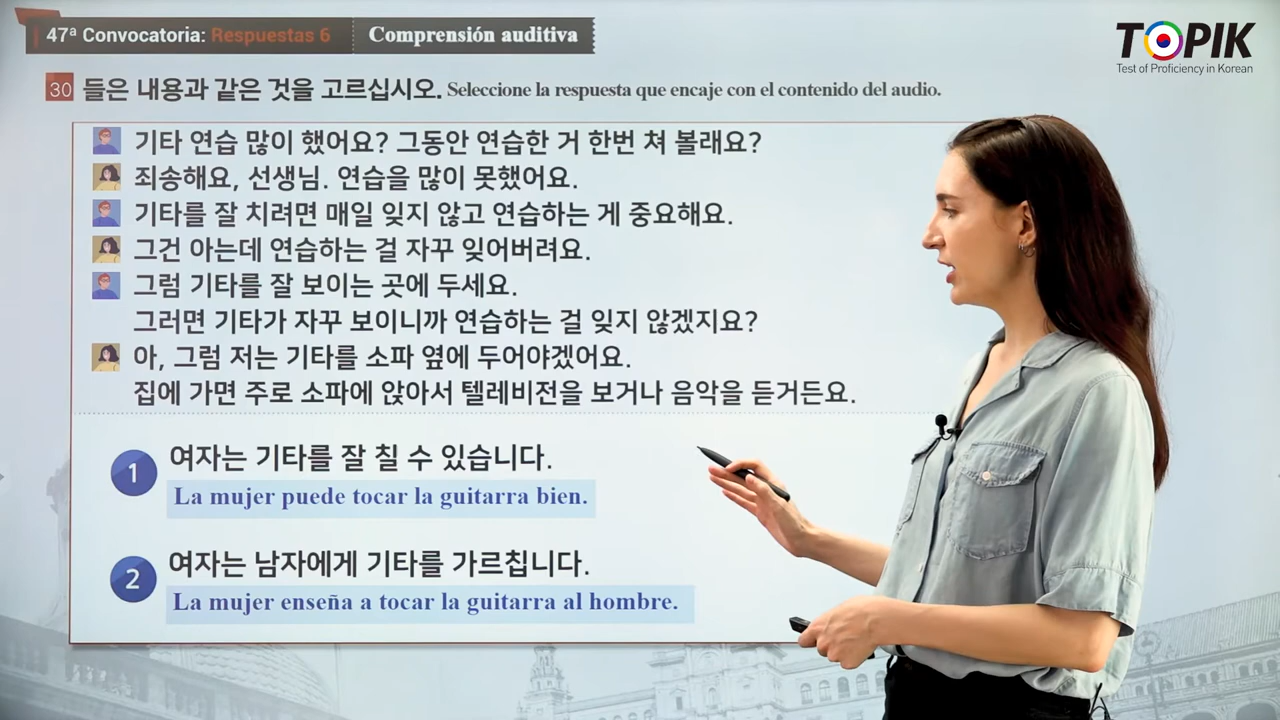 47ª Convocatoria: Respuestas 6 Comprensión auditiva
TOPIK
Test of Proficiency in Korean
30 들은 내용과 같은 것을 고르십시오. Seleccione la respuesta que encaje con el contenido del audio.
기타 연습 많이 했어요? 그동안 연습한 거 한번 쳐 볼래요?
죄송해요, 선생님. 연습을 많이 못했어요.
기타를 잘 치려면 매일 잊지 않고 연습하는 게 중요해요.
그건 아는데 연습하는 걸 자꾸 잊어버려요.
그럼 기타를 잘 보이는 곳에 두세요.
그러면 기타가 자꾸 보이니까 연습하는 걸 잊지 않겠지요?
아, 그럼 저는 기타를 소파 옆에 두어야겠어요.
집에 가면 주로 소파에 앉아서 텔레비전을 보거나 음악을 듣거든요.
1 여자는 기타를 잘 칠 수 있습니다.
La mujer puede tocar la guitarra bien.
2 여자는 남자에게 기타를 가르칩니다.
La mujer enseña a tocar la guitarra al hombre.